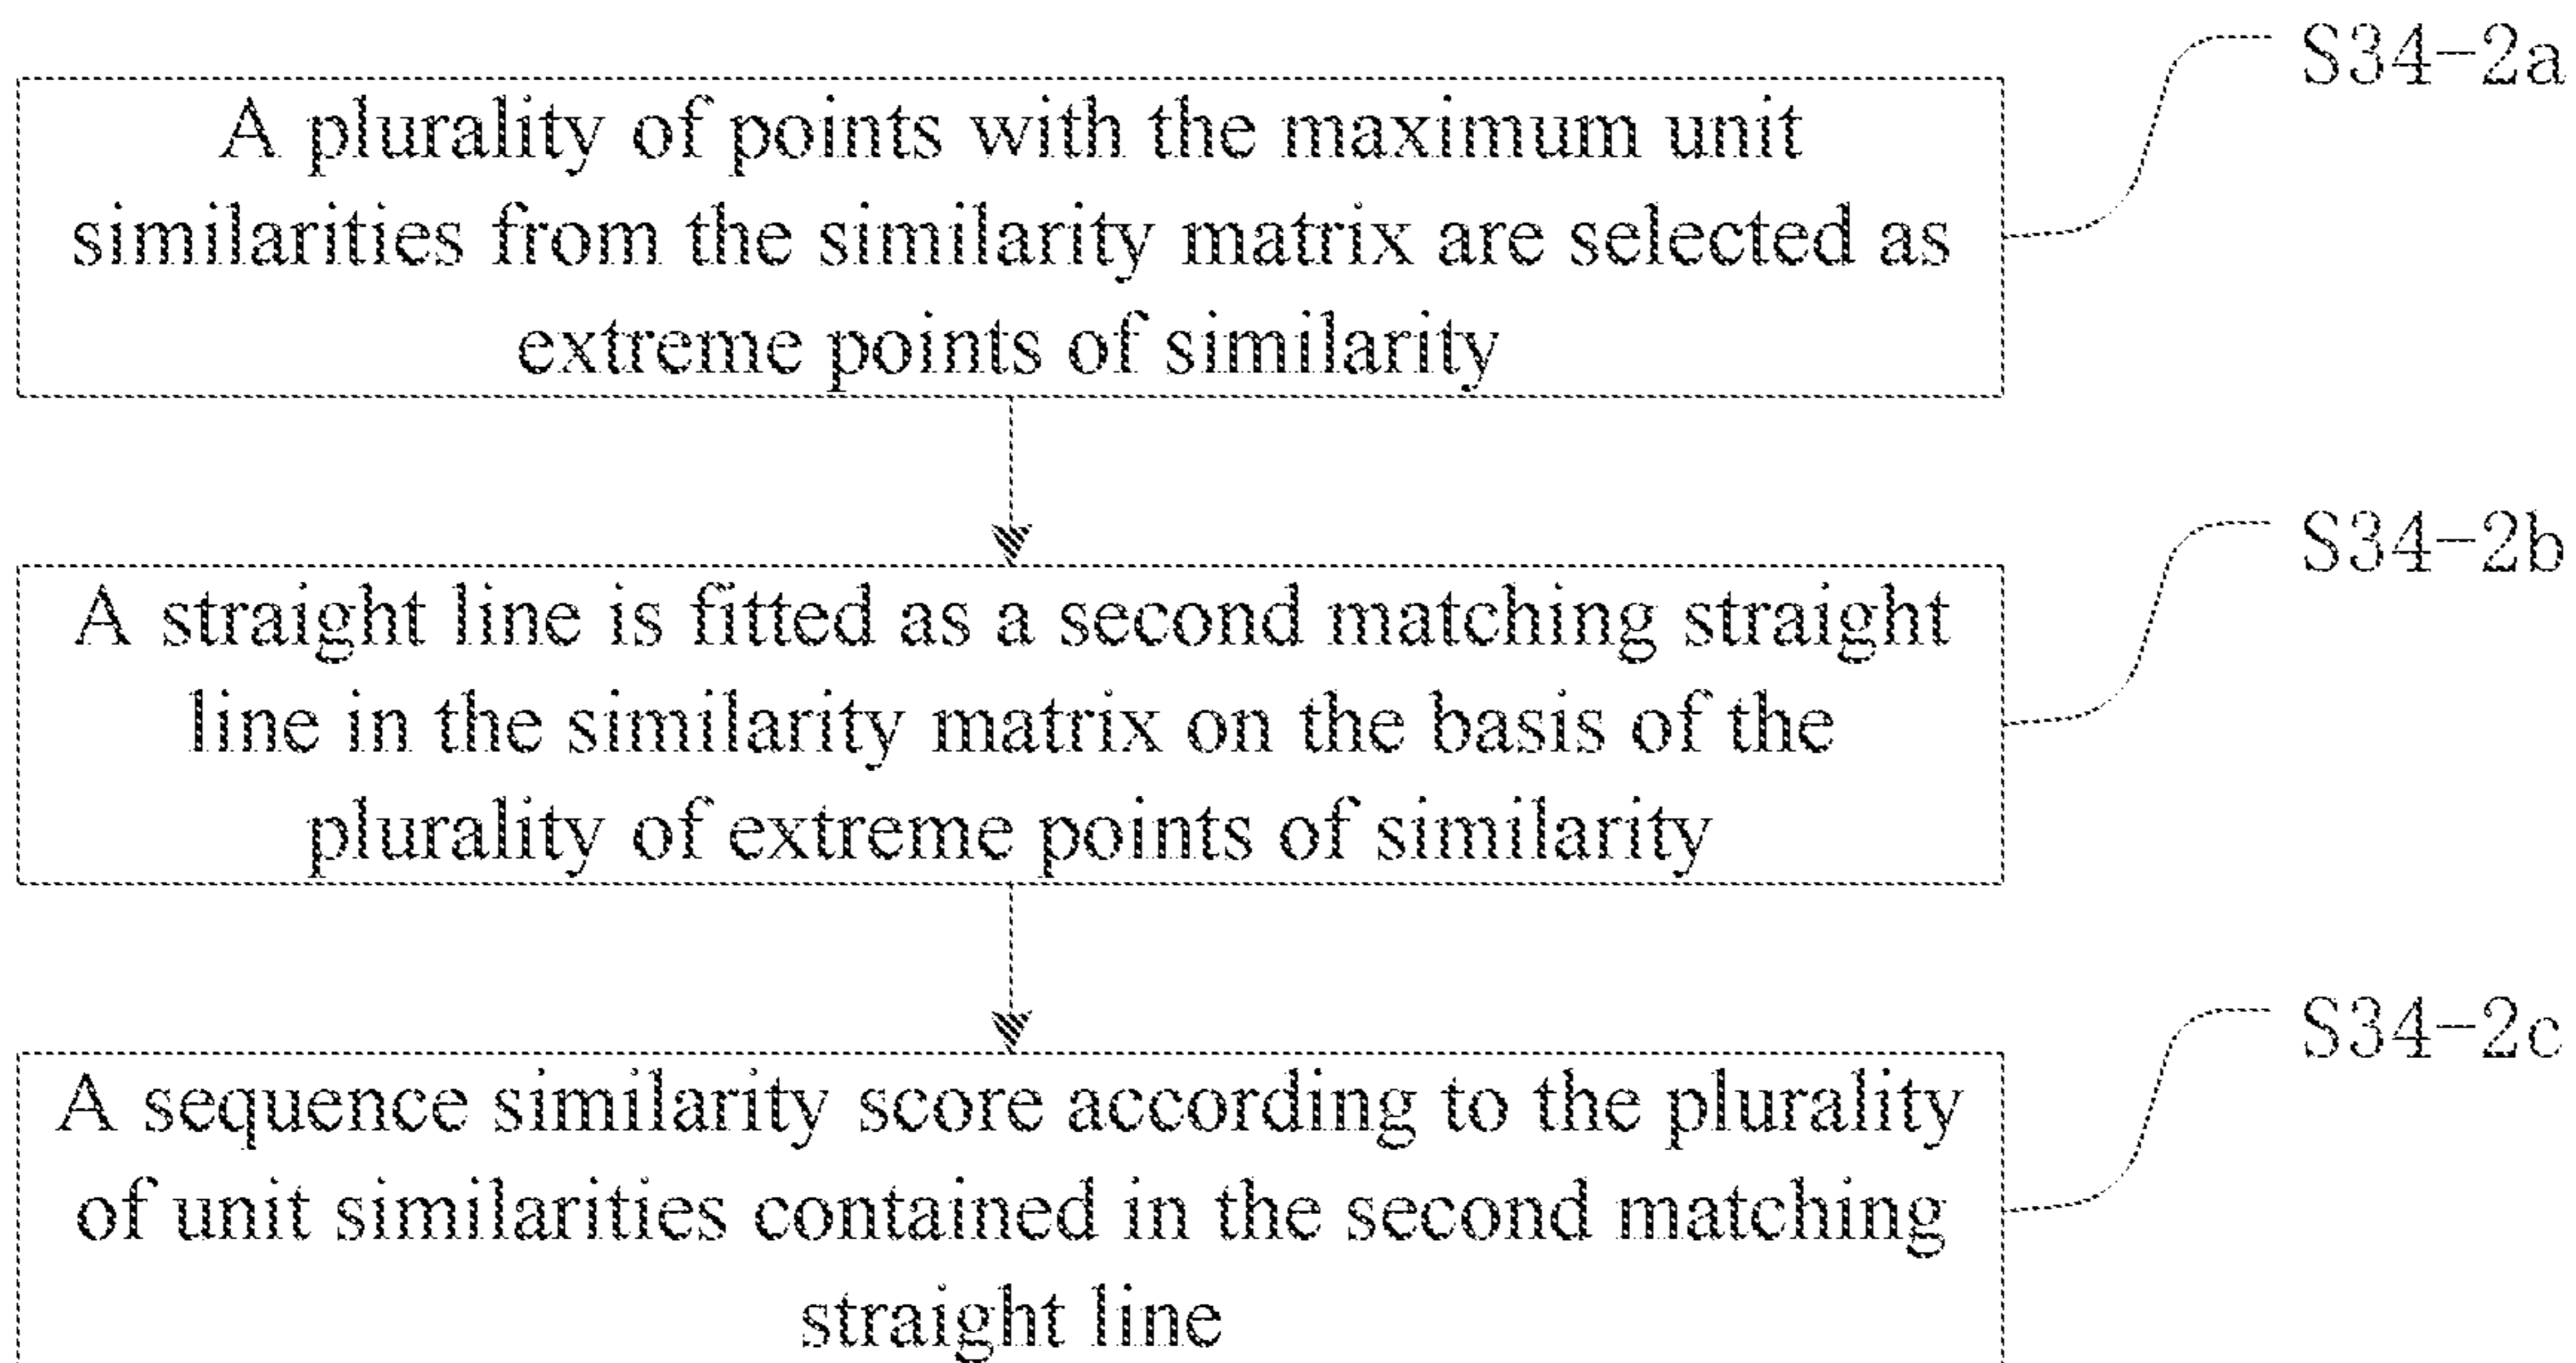 S34-2a
A plurality of points with the maximum unit
similarities from the similarity matrix are selected as
extreme points of similarity
S34-2b
A straight line is fitted as a second matching straight
line in the similarity matrix on the basis of the
plurality of extreme points of similarity
S34-2c
A sequence similarity score according to the plurality
of unit similarities contained in the second matching
straight line